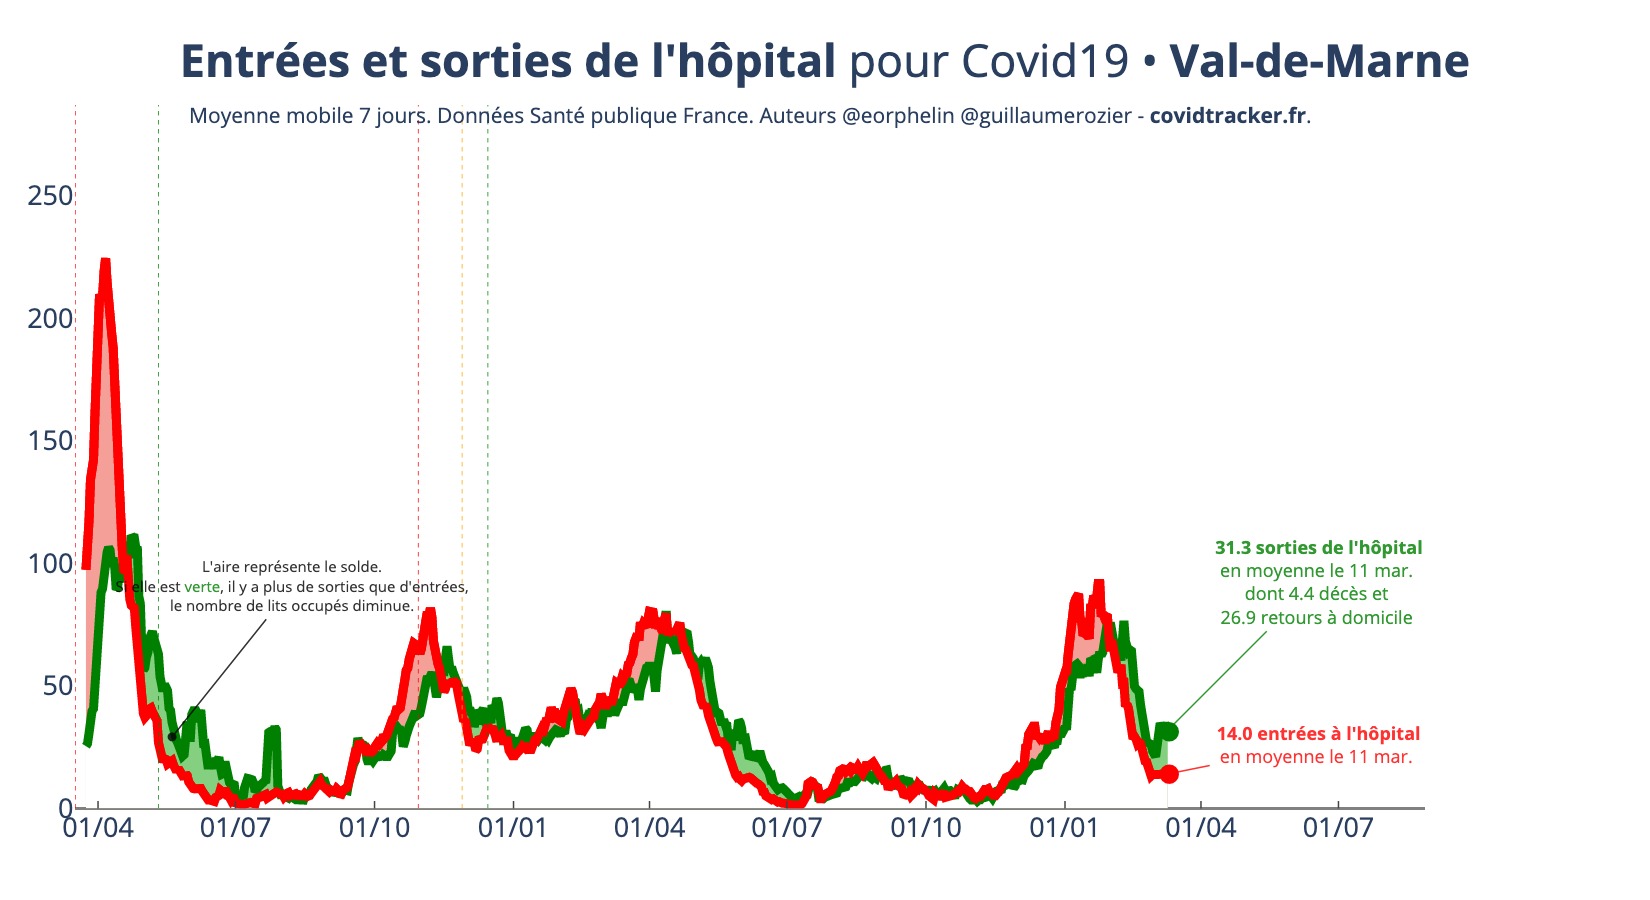 Entrées et sorties de l'hôpital pour Covid19 • Val-de-Marne
Moyenne mobile 7 jours. Données Santé publique France. Auteurs @eorphelin @guillaumerozier - covidtracker.fr.
250
200
150
100
50
0
L'aire représente le solde.
Si elle est verte, il y a plus de sorties que d'entrées,
le nombre de lits occupés diminue.
31.3 sorties de l'hôpital
en moyenne le 11 mar.
dont 4.4 décès et
26.9 retours à domicile
14.0 entrées à l'hôpital
en moyenne le 11 mar.
01/04 01/07 01/10 01/01 01/04 01/07 01/10 01/01 01/04 01/07